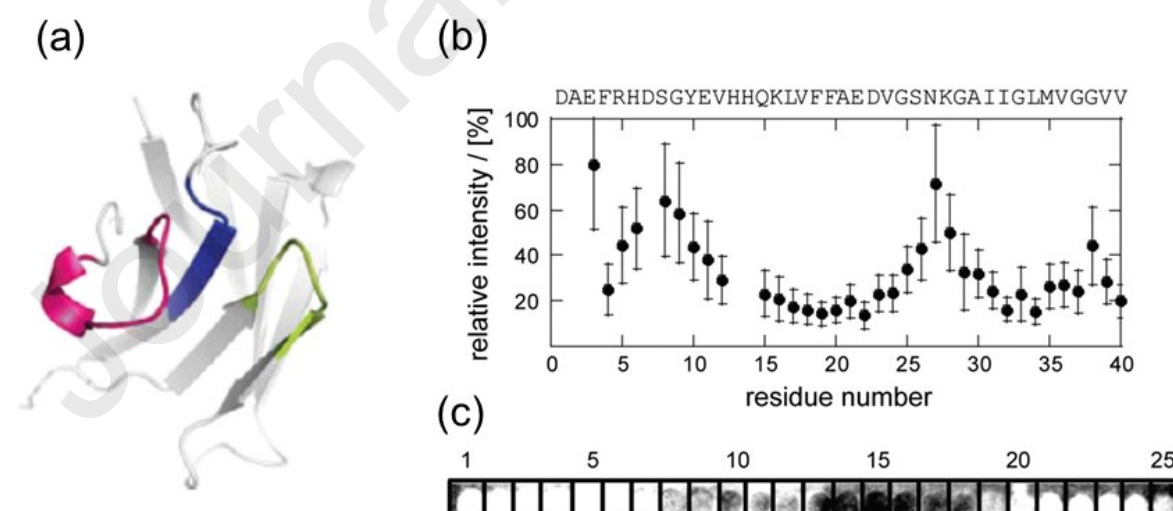 (a)
(b)
DAEFRHDSGYEVHHQKLVFFAEDVGSNKGAIIGLMVGGVV
100
80
60
40
20
relative intensity / [%]
0 5 10 15 20 25 30 35 40
residue number
(c)
1 5 10 15 20 25
Journa